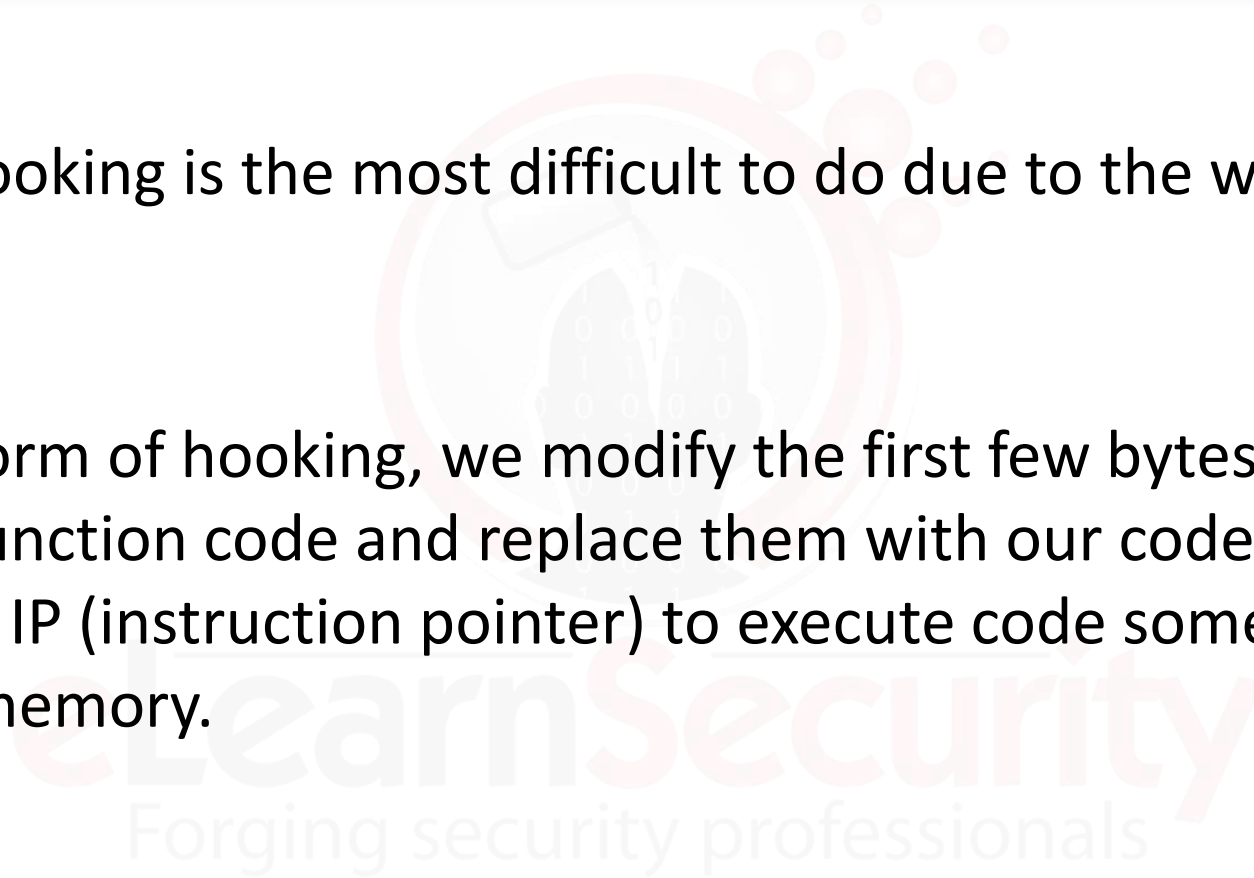 ooking is the most difficult to do due to the w
orm of hooking, we modify the first few bytes
unction code and replace them with our code
IP (instruction pointer) to execute code some
memory.
eLearnSecurity
Forging security professionals